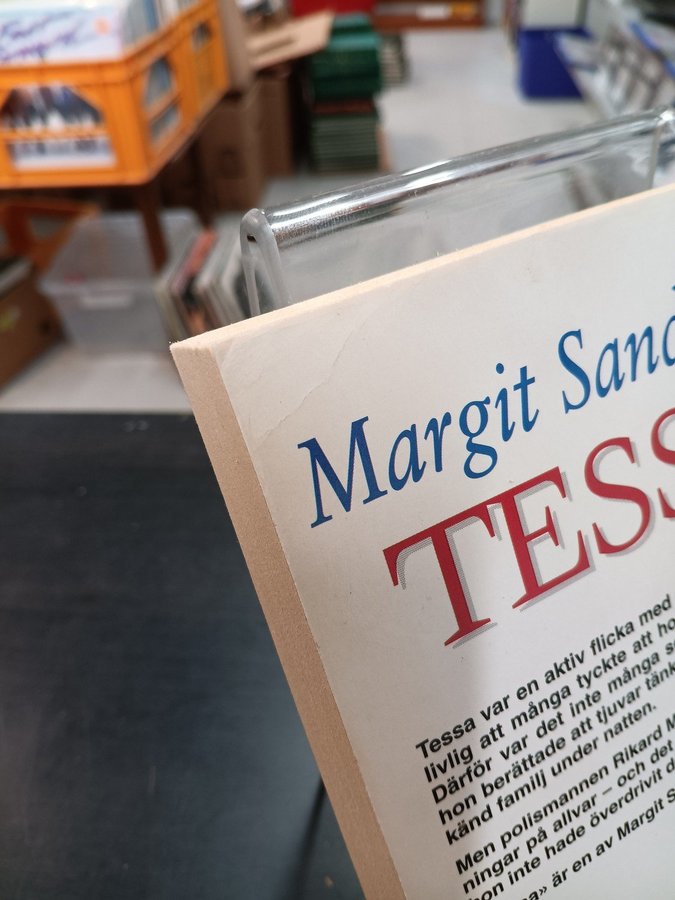 Margit Sand
TESS
Tessa var en aktiv flicka med
livlig att många tyckte att ho
Därför var det inte många s
hon berättade att tjuvar tänk
känd familj under natten.
Men polismannen Rikard M
ningar på allvar – och det
hon inte hade överdrivit d
a» är en av Margit S